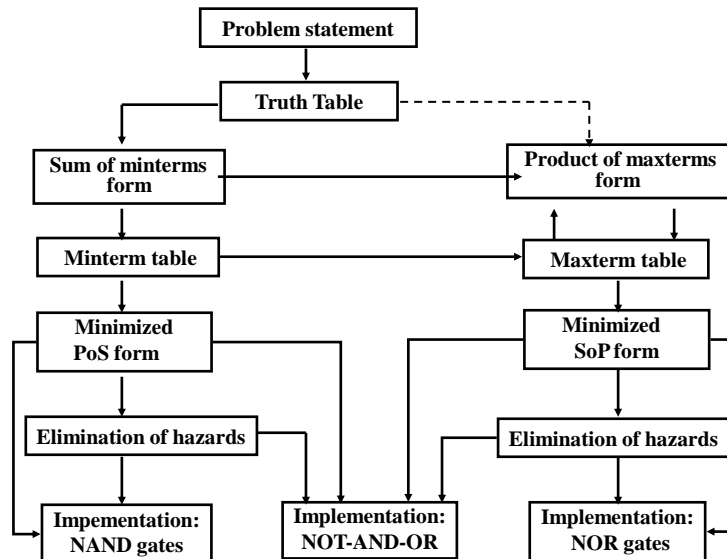 Problem statement
Truth Table
Sum of minterms
form
Product of maxterms
form
Minterm table
Maxterm table
Minimized
PoS form
Minimized
SoP form
Elimination of hazards
Elimination of hazards
Impementation:
NAND gates
Implementation:
NOT-AND-OR
Implementation:
NOR gates